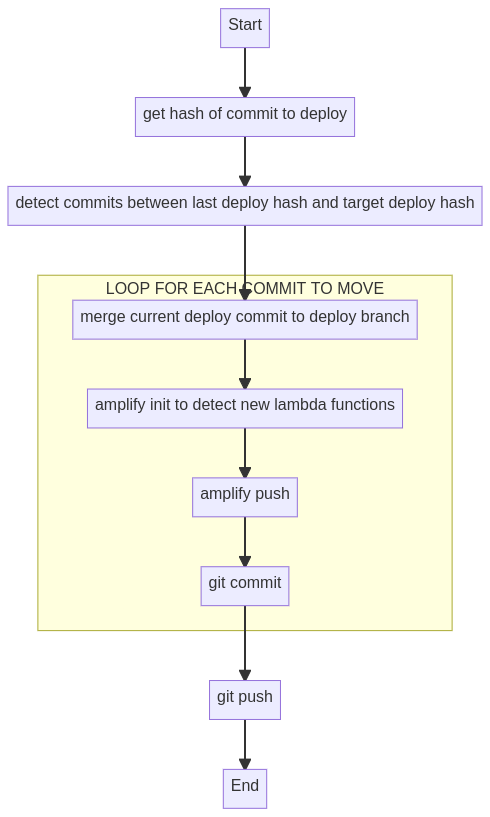 Start
get hash of commit to deploy
detect commits between last deploy hash and target deploy hash
LOOP FOR EACH COMMIT TO MOVE
merge current deploy commit to deploy branch
amplify init to detect new lambda functions
amplify push
git commit
git push
End